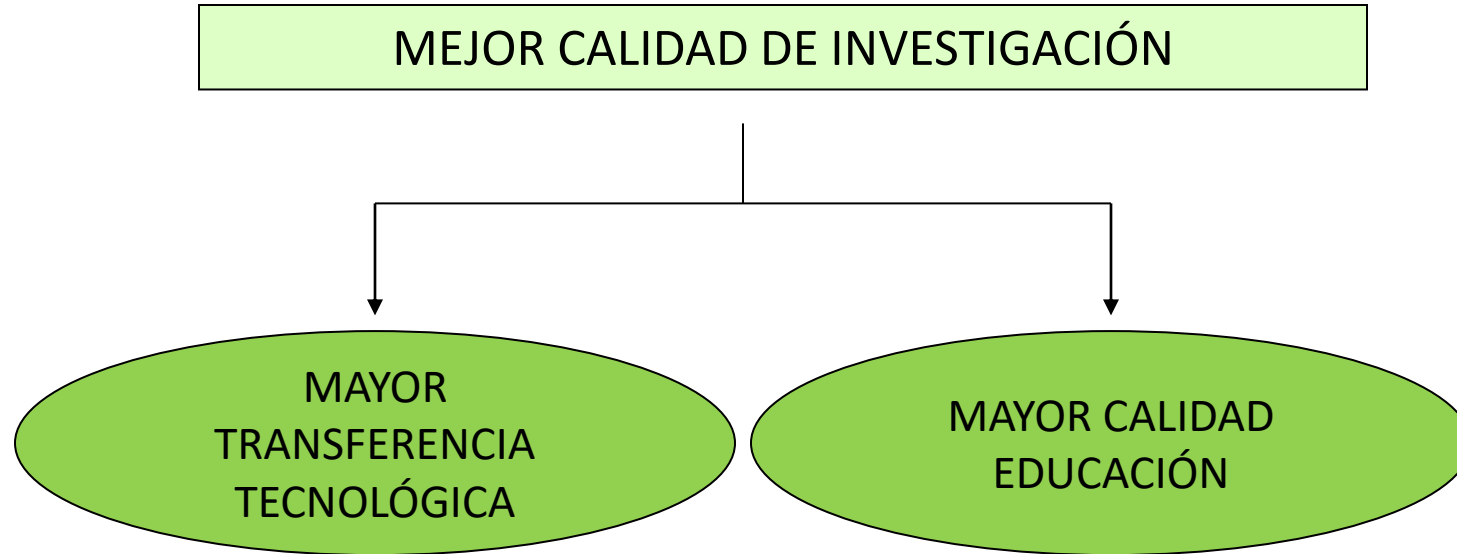 MEJOR CALIDAD DE INVESTIGACIÓN
MAYOR
TRANSFERENCIA
TECNOLÓGICA
MAYOR CALIDAD
EDUCACIÓN